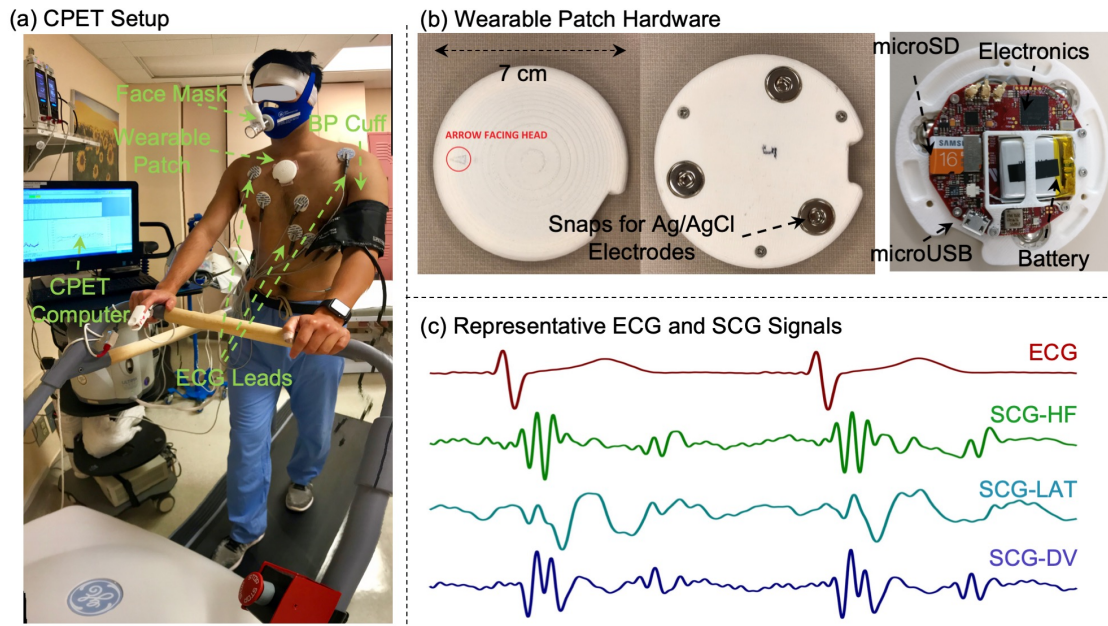 (a) CPET Setup
Face Mask
Wearable
Patch
BP Cuff
CPET
Computer
ECG Leads
(b) Wearable Patch Hardware
7 cm
ARROW FACING HEAD
Snaps for Ag/AgCl
Electrodes
microSD
Electronics
SAMSUNG
16
microUSB
Battery
(c) Representative ECG and SCG Signals
ECG
SCG-HF
SCG-LAT
SCG-DV